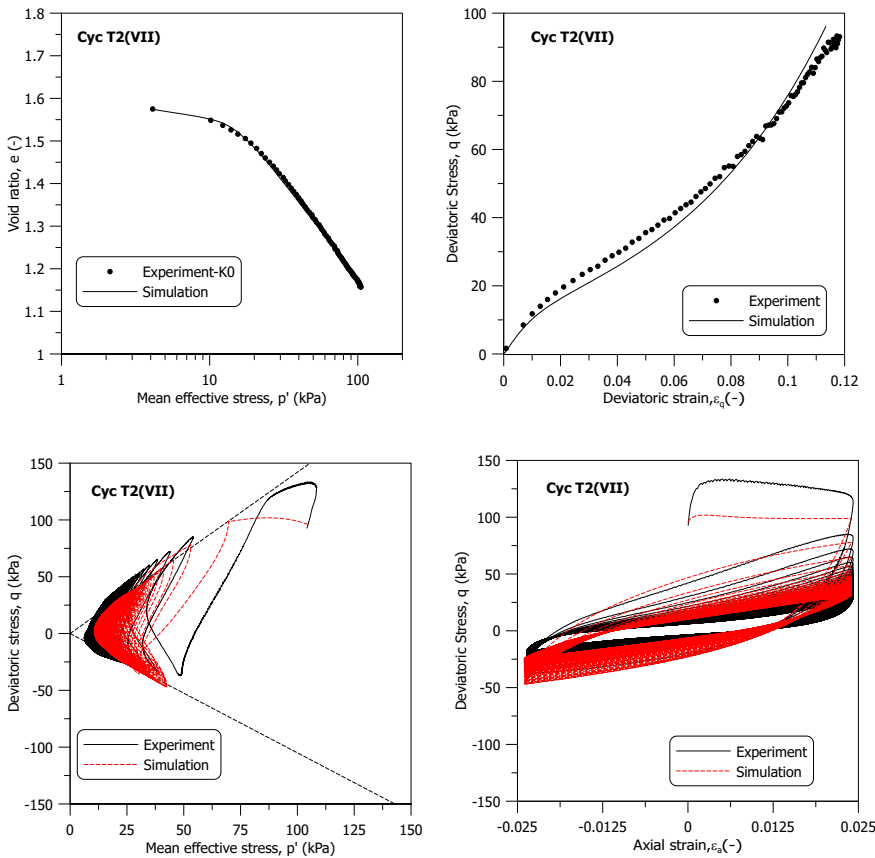 Cyc T2(VII)
1.8
1.7
1.6
1.5
1.4
1.3
1.2
1.1
1
Void ratio, e (-)
Experiment-K0
Simulation
1
10
100
Mean effective stress, p' (kPa)
Cyc T2(VII)
100
80
60
40
20
0
Deviatoric Stress, q (kPa)
Experiment
Simulation
0
0.02
0.04
0.06
0.08
0.1
0.12
Deviatoric strain,εq(-)
Cyc T2(VII)
150
100
50
0
-50
-100
-150
Deviatoric stress, q (kPa)
Experiment
Simulation
0
25
50
75
100
125
150
Mean effective stress, p' (kPa)
Cyc T2(VII)
150
100
50
0
-50
-100
-150
Deviatoric Stress, q (kPa)
Experiment
Simulation
-0.025
-0.0125
0
0.0125
0.025
Axial strain,εa(-)